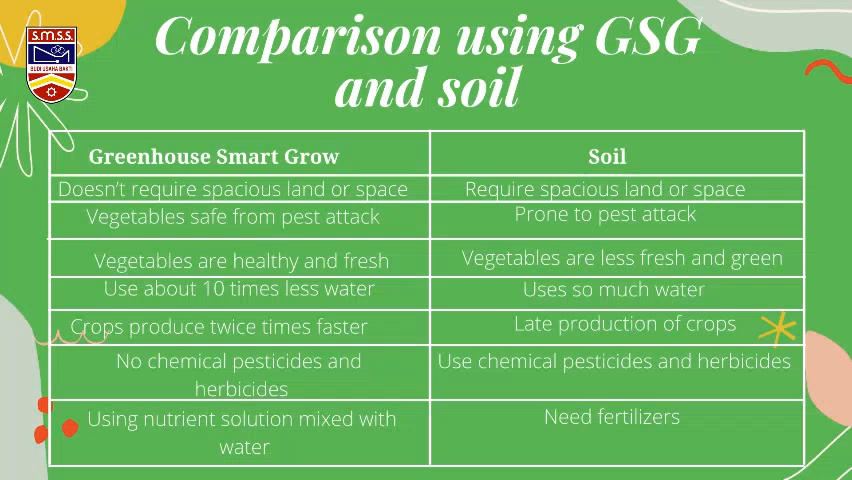 Comparison using GSG
and soil
S.M.S.S.
BUDI USAHA BAKTI
Greenhouse Smart Grow
Soil
Doesn't require spacious land or space
Require spacious land or space
Vegetables safe from pest attack
Prone to pest attack
Vegetables are healthy and fresh
Vegetables are less fresh and green
Use about 10 times less water
Uses so much water
Crops produce twice times faster
Late production of crops
No chemical pesticides and
herbicides
Use chemical pesticides and herbicides
Using nutrient solution mixed with
water
Need fertilizers